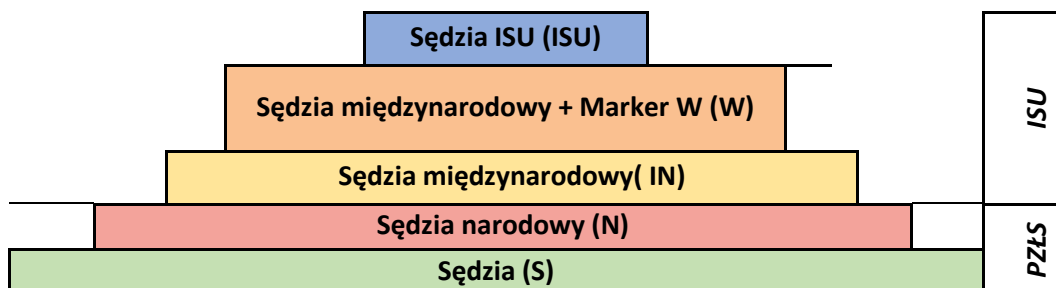 Sędzia ISU (ISU)
Sędzia międzynarodowy + Marker W (W)
Sędzia międzynarodowy( IN)
Sędzia narodowy (N)
Sędzia (S)
ISU
PZŁS